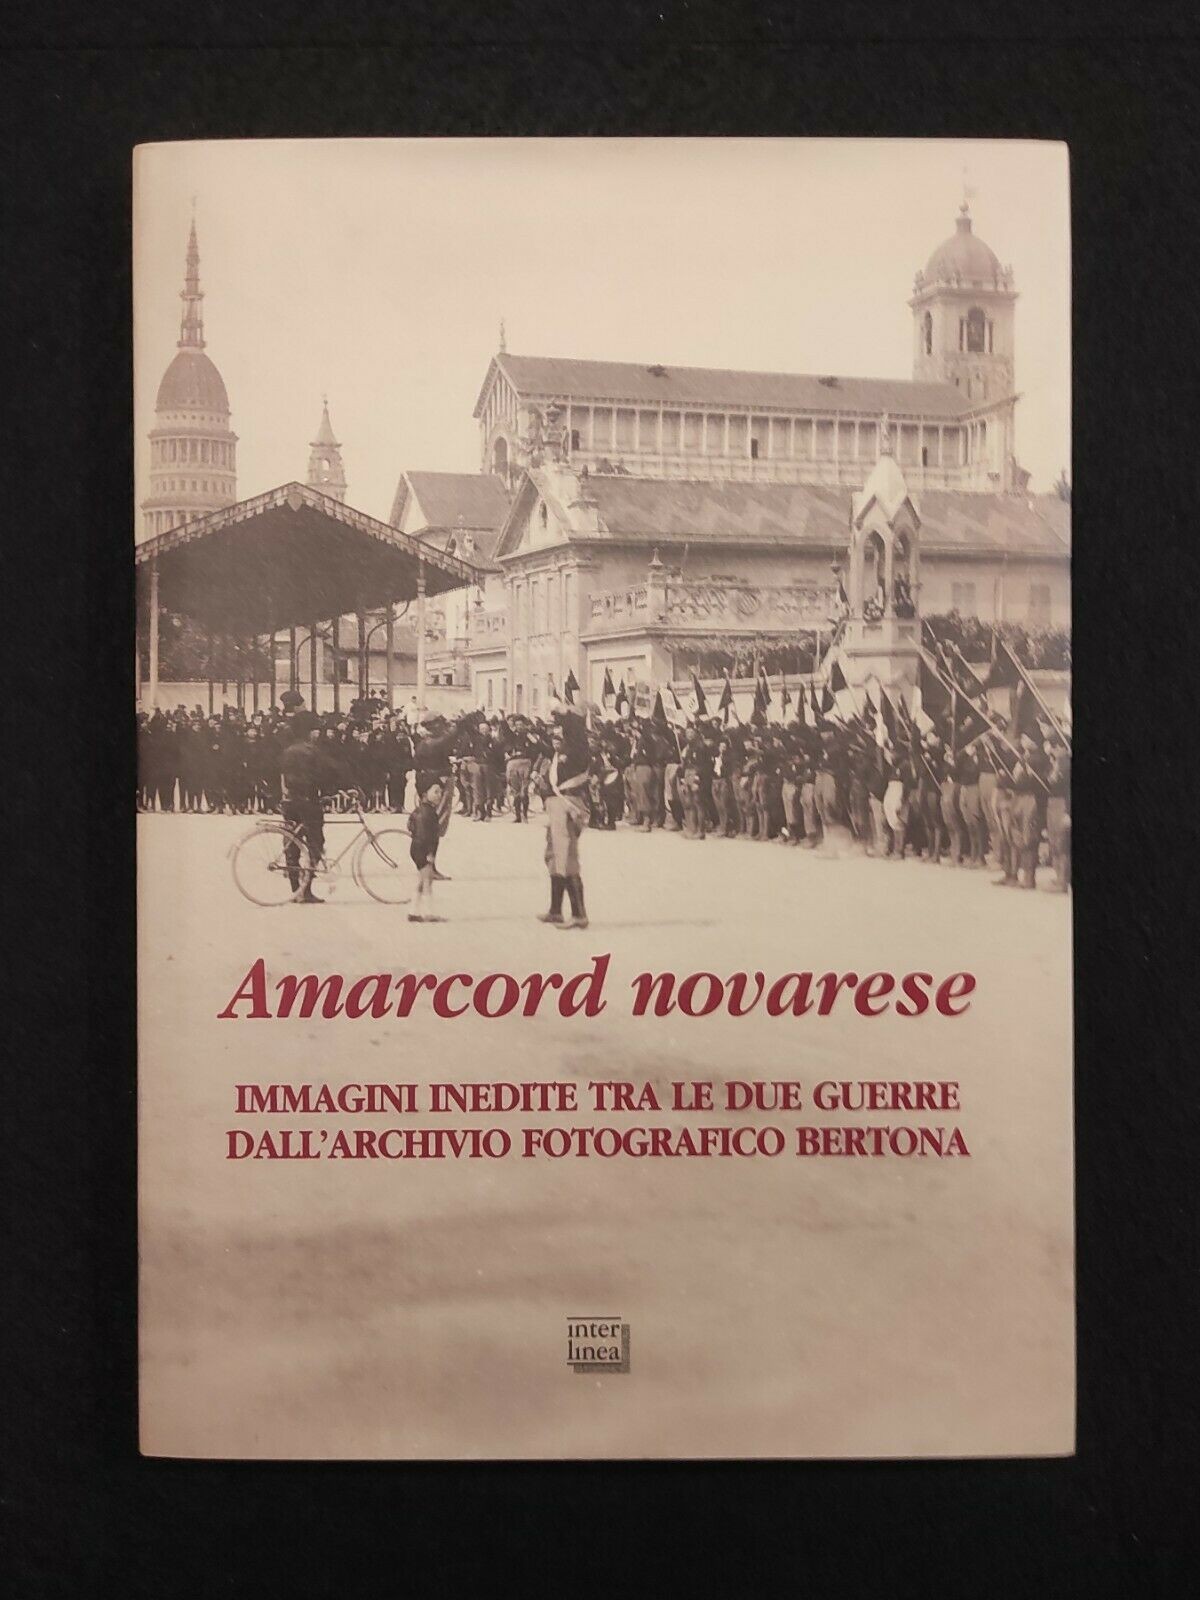 Amarcord novarese
IMMAGINI INEDITE TRA LE DUE GUERRE
DALL'ARCHIVIO FOTOGRAFICO BERTONA
inter
linea